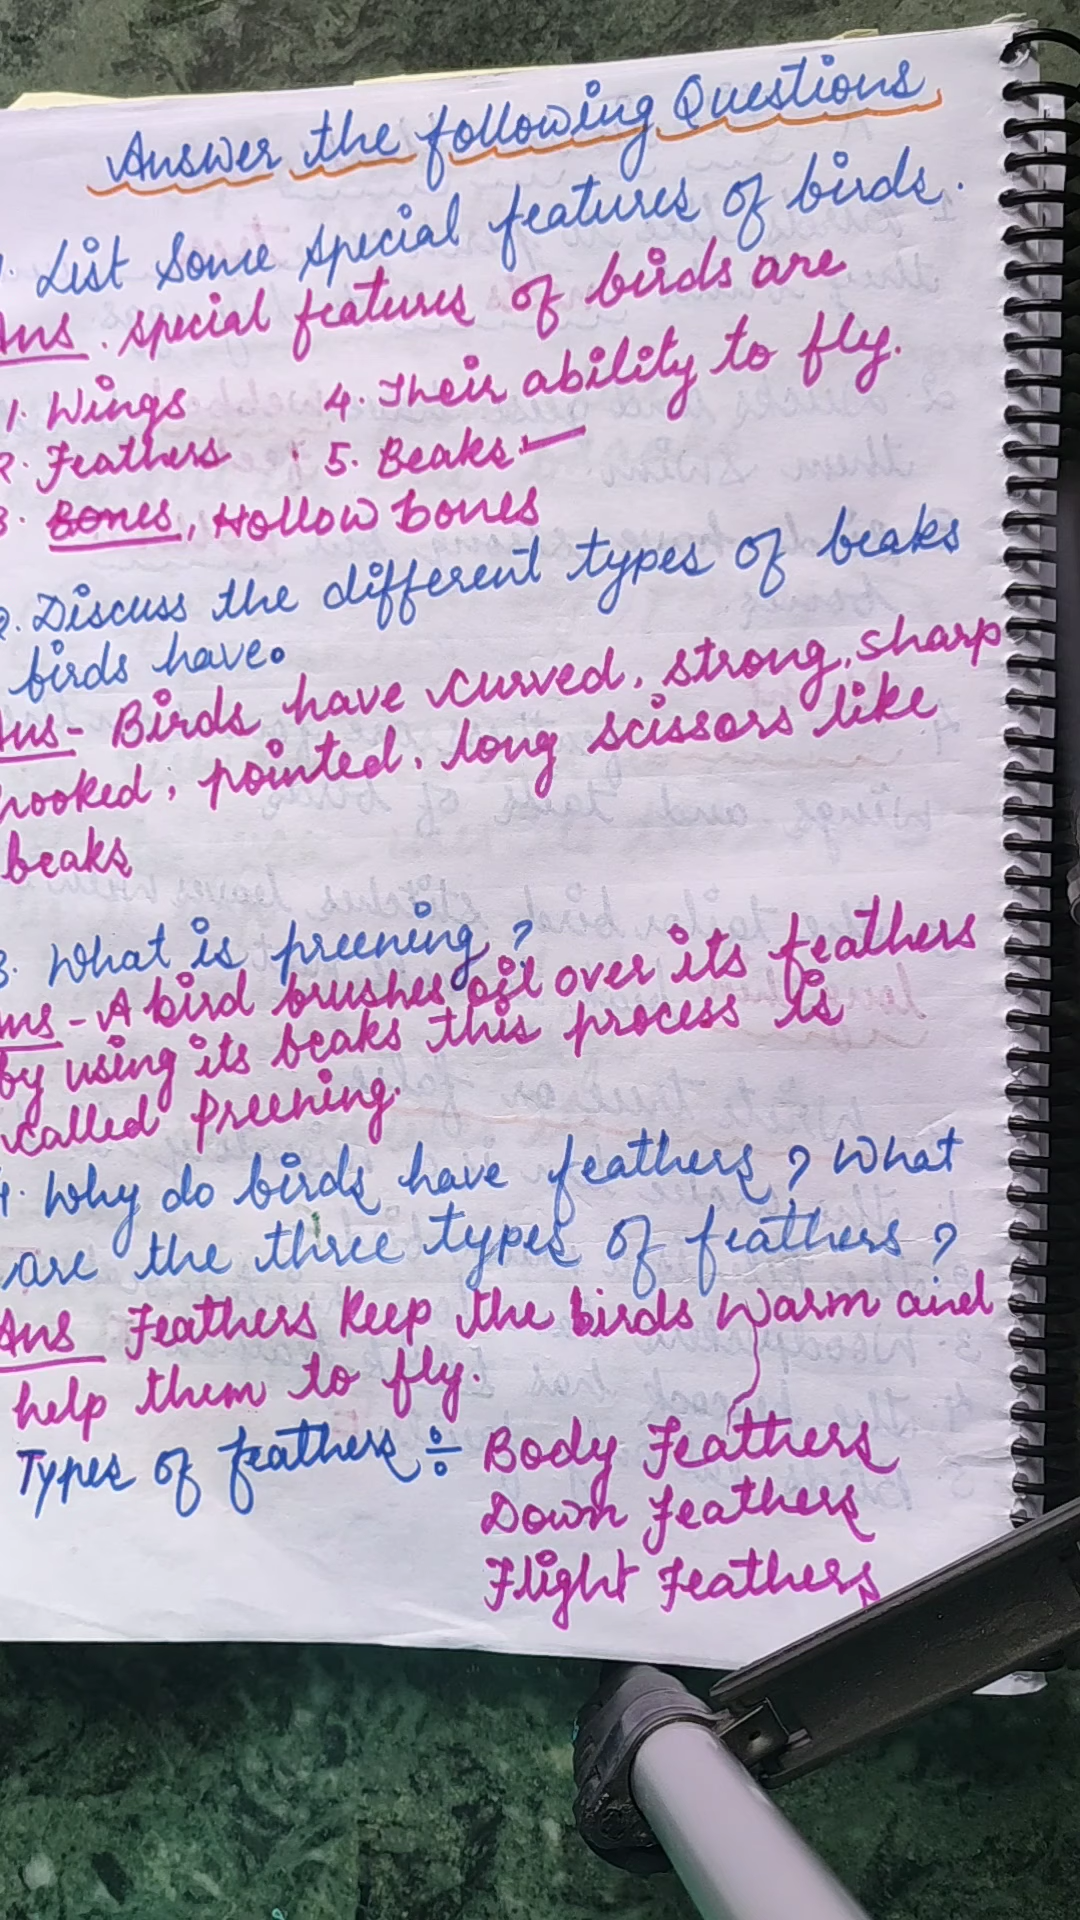 Answer the following Questions
1. List Some special features of birds.
Ans. special features of birds are
1. Wings 4. Their ability to fly.
2. Feathers 5. Beaks
3. Bones, Hollow bones
2. Discuss the different types of beaks
birds have.
Ans- Birds have curved, strong, sharp
hooked, pointed, long scissors like
beaks
3. What is preening?
Ans - A bird brushes oil over its feathers
by using its beaks this process is
called preening.
4. Why do birds have feathers? What
are the three types of feathers?
Ans Feathers keep the birds warm and
help them to fly.
Types of feathers ÷ Body Feathers
Down Feathers
Flight Feathers